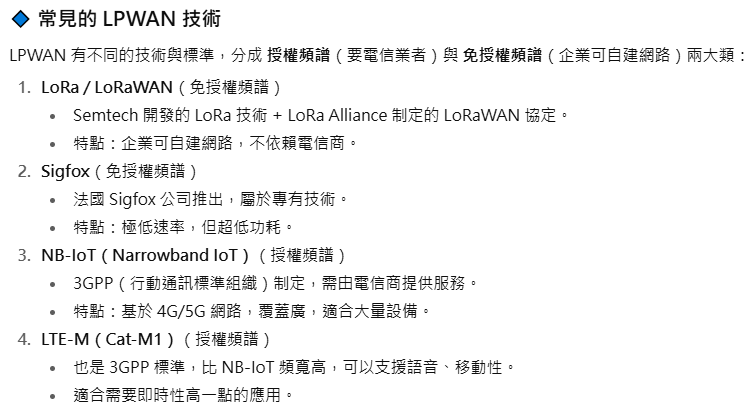 常見的 LPWAN 技術
LPWAN 有不同的技術與標準，分成 授權頻譜（要電信業者）與 免授權頻譜（企業可自建網路）兩大類：
1. LoRa / LoRaWAN（免授權頻譜）
• Semtech 開發的 LoRa 技術 + LoRa Alliance 制定的 LoRaWAN 協定。
• 特點：企業可自建網路，不依賴電信商。
2. Sigfox（免授權頻譜）
• 法國 Sigfox 公司推出，屬於專有技術。
• 特點：極低速率，但超低功耗。
3. NB-IoT（Narrowband IoT）（授權頻譜）
• 3GPP（行動通訊標準組織）制定，需由電信商提供服務。
• 特點：基於 4G/5G 網路，覆蓋廣，適合大量設備。
4. LTE-M（Cat-M1）（授權頻譜）
• 也是 3GPP 標準，比 NB-IoT 頻寬高，可以支援語音、移動性。
• 適合需要即時性高一點的應用。